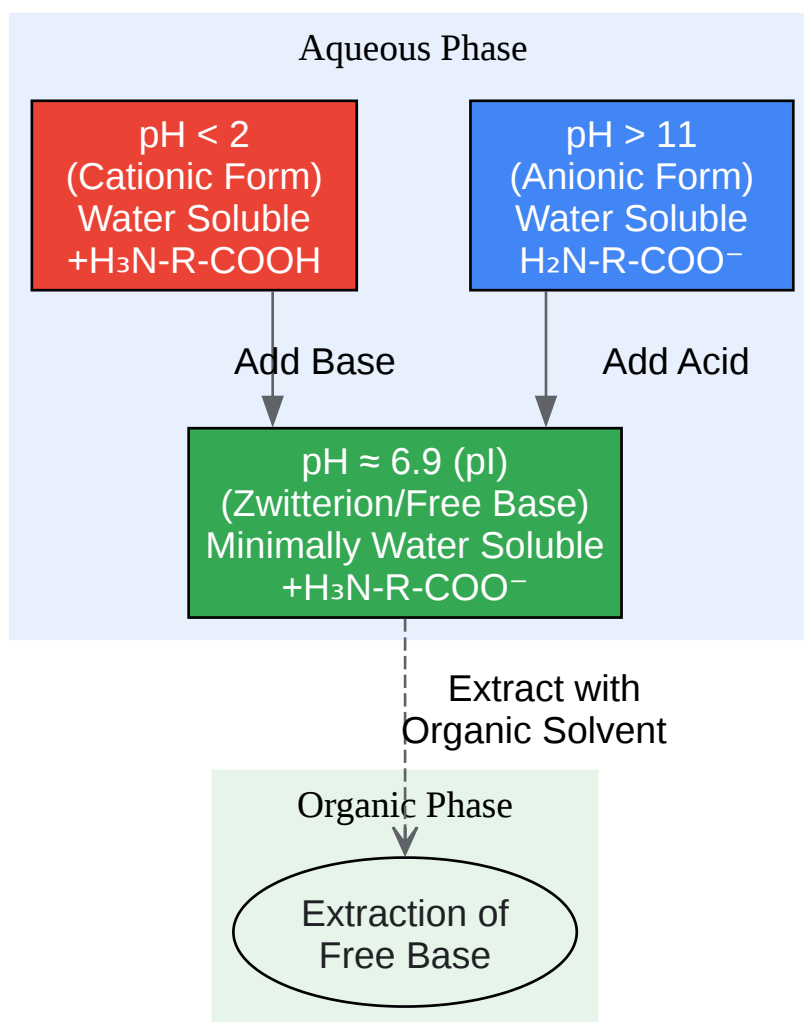 Aqueous Phase
pH < 2
(Cationic Form)
Water Soluble
+H₃N-R-COOH
pH > 11
(Anionic Form)
Water Soluble
H₂N-R-COO⁻
Add Base
Add Acid
pH ≈ 6.9 (pI)
(Zwitterion/Free Base)
Minimally Water Soluble
+H₃N-R-COO⁻
Extract with
Organic Solvent
Organic Phase
Extraction of
Free Base